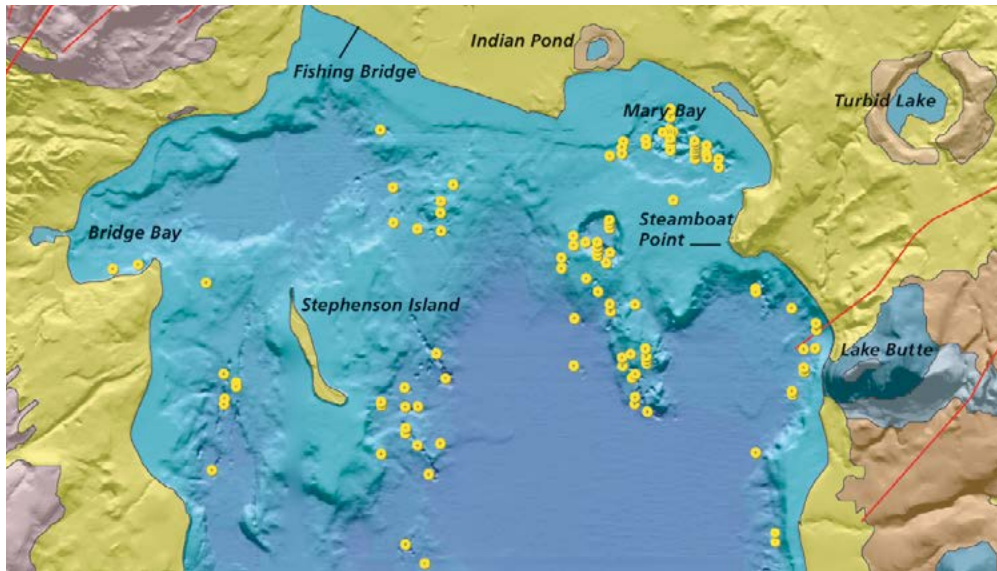 Indian Pond
Fishing Bridge
Mary Bay
Turbid Lake
Bridge Bay
Steamboat
Point
Stephenson Island
Lake Butte